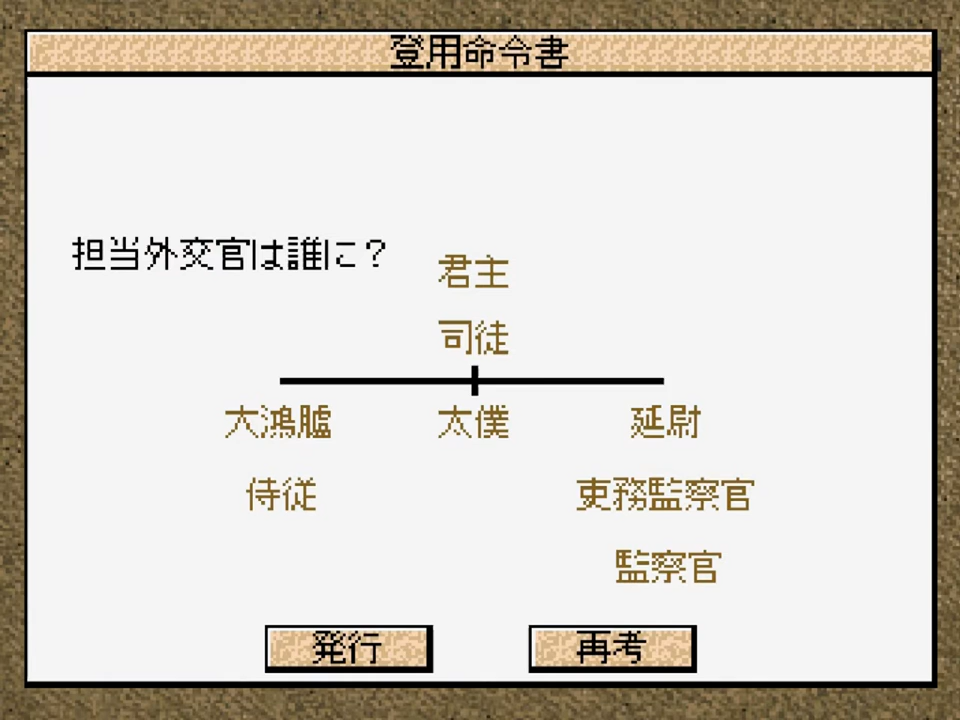 登用命令書
担当外交官は誰に?
君主
司徒
大鴻臚 太僕 延尉
侍従 吏務監察官
監察官
発行 再考